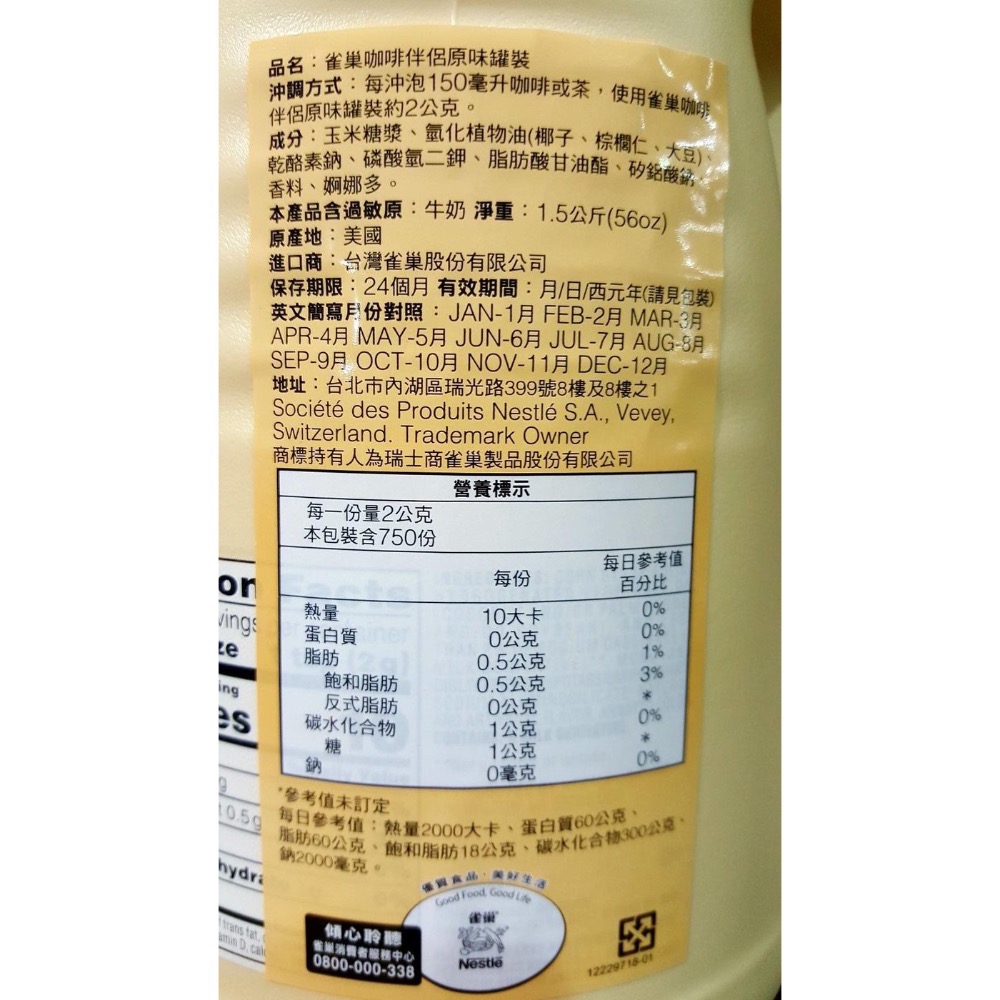 品名：雀巢咖啡伴侶原味罐裝
沖調方式：每沖泡150毫升咖啡或茶，使用雀巢咖啡
伴侶原味罐裝約2公克。
成分：玉米糖漿、氫化植物油(椰子、棕櫚仁、大豆)、
乾酪素鈉、磷酸氫二鉀、脂肪酸甘油酯、矽鋁酸鈉、
香料、婀娜多。
本產品含過敏原：牛奶 淨重：1.5公斤(56oz)
原產地：美國
進口商：台灣雀巢股份有限公司
保存期限：24個月 有效期間：月/日/西元年(請見包裝)
英文簡寫月份對照：JAN-1月 FEB-2月 MAR-3月
APR-4月 MAY-5月 JUN-6月 JUL-7月 AUG-8月
SEP-9月 OCT-10月 NOV-11月 DEC-12月
地址：台北市內湖區瑞光路399號8樓及8樓之1
Société des Produits Nestlé S.A., Vevey,
Switzerland. Trademark Owner
商標持有人為瑞士商雀巢製品股份有限公司
營養標示
每一份量2公克
本包裝含750份
每份 每日參考值百分比
熱量 10大卡 0%
蛋白質 0公克 0%
脂肪 0.5公克 1%
飽和脂肪 0.5公克 3%
反式脂肪 0公克 *
碳水化合物 1公克 0%
糖 1公克 *
鈉 0毫克 0%
*參考值未訂定
每日參考值：熱量2000大卡、蛋白質60公克、
脂肪60公克、飽和脂肪18公克、碳水化合物300公克、
鈉2000毫克。
優質食品，美好生活
Good Food, Good Life
雀巢
Nestlé
傾心聆聽
雀巢消費者服務中心
0800-000-338
12229718-01